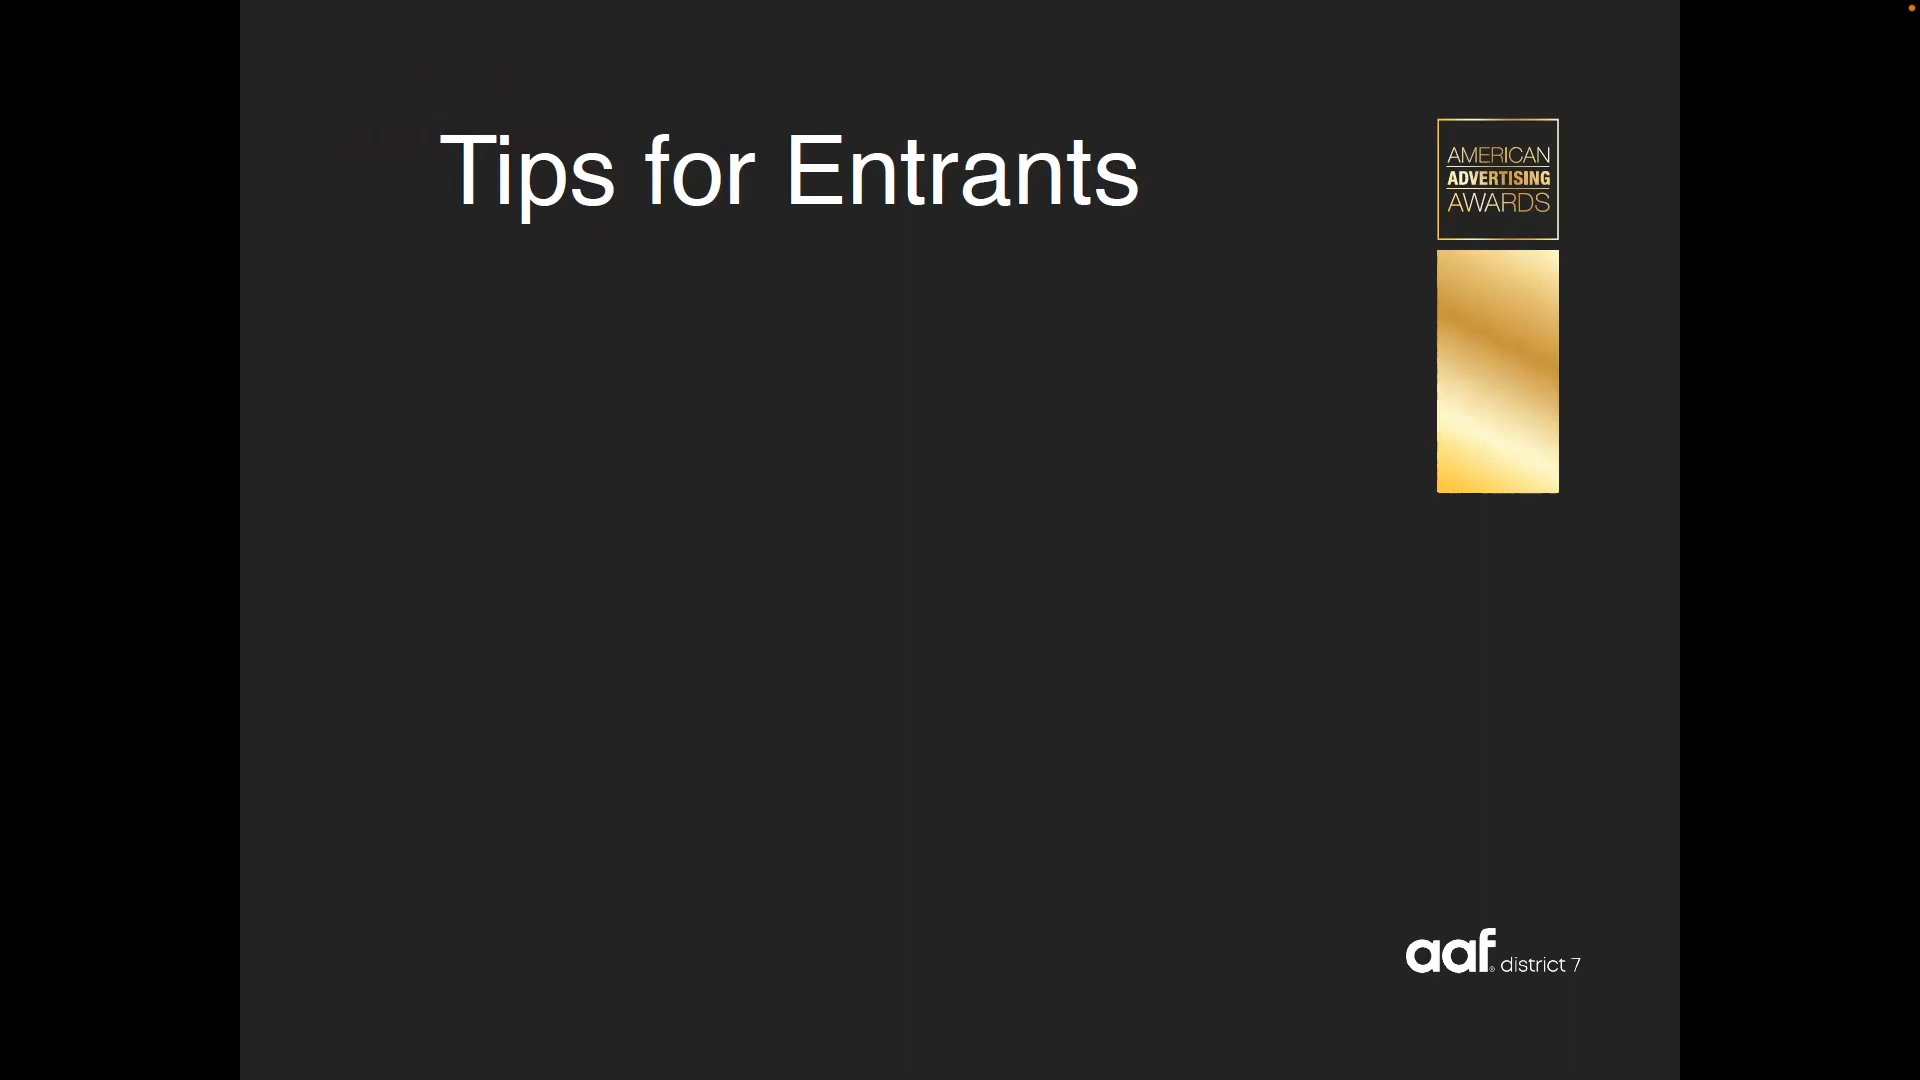 Tips for Entrants
AMERICAN
ADVERTISING
AWARDS
aaf® district 7